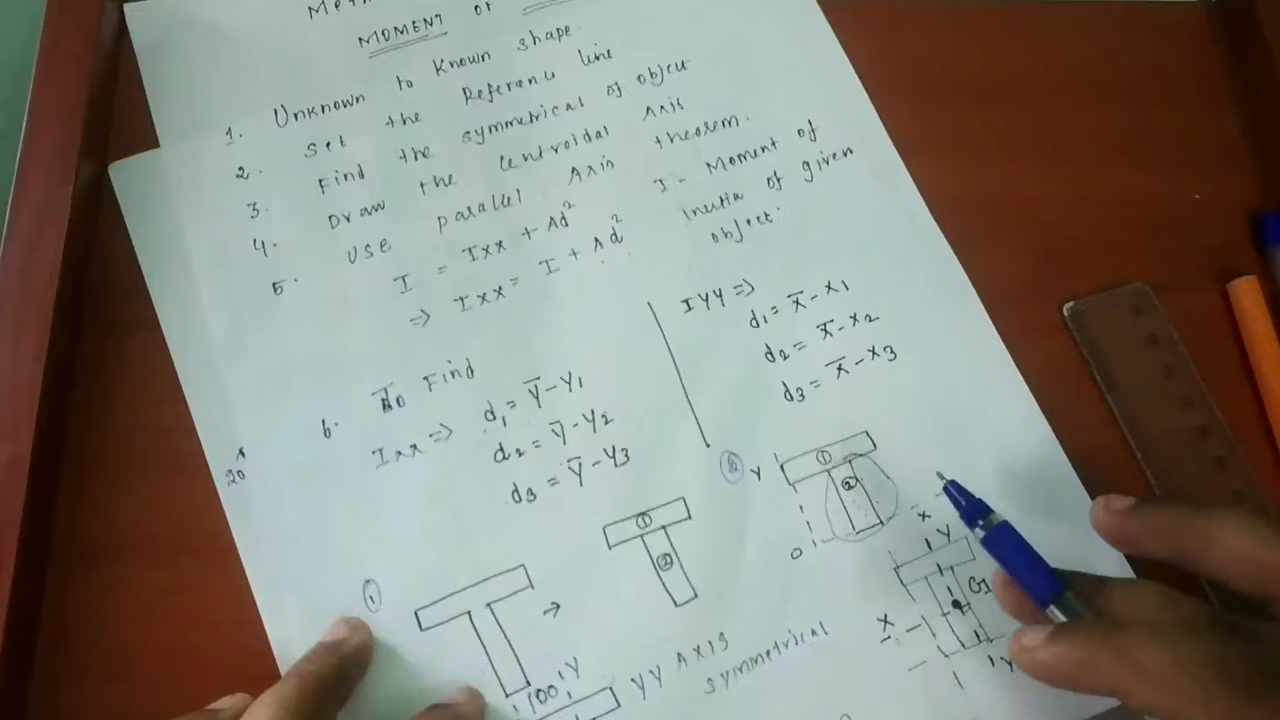 MOMENT OF
1. Unknown to Known shape.
2. Set the Reference line
3. Find the symmetrical of object
4. Draw the centroidal Axis
5. Use parallel Axis theorem.
I = Ixx + Ad²
⇒ Ixx = I + Ad²
I - Moment of
Inertia of given
object.
6. To Find
Ixx ⇒ d₁ = ȳ - y₁
d₂ = ȳ - y₂
d₃ = ȳ - y₃
IYY ⇒
d₁ = x̄ - x₁
d₂ = x̄ - x₂
d₃ = x̄ - x₃
20
① →
① ②
Y ① ②
0
x Y
G1
x
Y
100 Y
YY AXIS
symmetrical